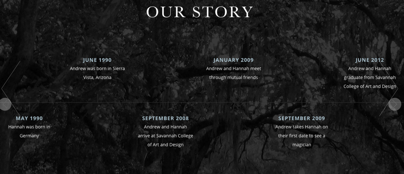 OUR STORY
JUNE 1990
Andrew was born in Sierra
Vista, Arizona
JANUARY 2009
Andrew and Hannah meet
through mutual friends
JUNE 2012
Andrew and Hannah
graduate from Savannah
College of Art and Design
MAY 1990
Hannah was born in
Germany
SEPTEMBER 2008
Andrew and Hannah
arrive at Savannah College
of Art and Design
SEPTEMBER 2009
Andrew takes Hannah on
their first date to see a
magician